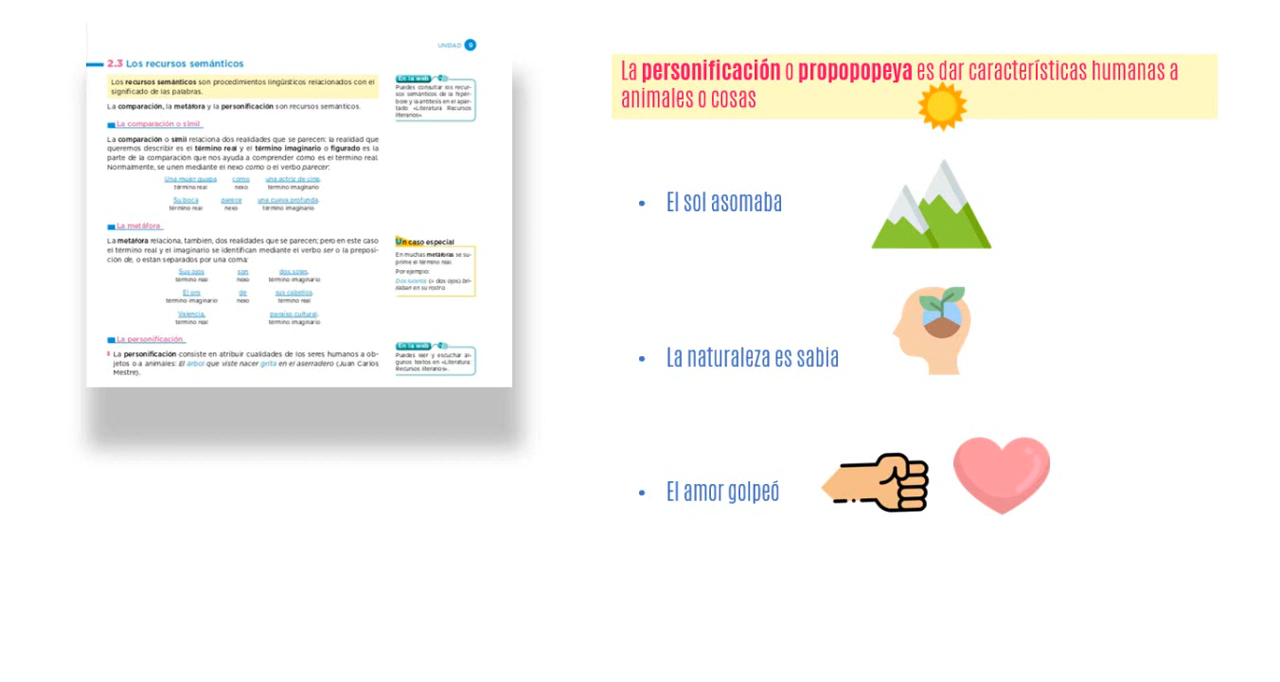 UNIDAD 9
2.3 Los recursos semánticos
Los recursos semánticos son procedimientos lingüísticos relacionados con el
significado de las palabras.
La comparación, la metáfora y la personificación son recursos semánticos.
La comparación o símil
La comparación o símil relaciona dos realidades que se parecen: la realidad que
queremos describir es el término real y el término imaginario o figurado es la
parte de la comparación que nos ayuda a comprender cómo es el término real.
Normalmente, se unen mediante el nexo como o el verbo parecer:
Una mujer guapa como una actriz de cine.
término real nexo término imaginario
Su boca parece una cueva profunda.
término real nexo término imaginario
La metáfora
La metáfora relaciona, también, dos realidades que se parecen; pero en este caso
el término real y el imaginario se identifican mediante el verbo ser o la preposi-
ción de, o están separados por una coma:
Sus ojos son dos soles.
término real nexo término imaginario
El oro de sus cabellos.
término imaginario nexo término real
Valencia, paraíso cultural.
término real término imaginario
La personificación
La personificación consiste en atribuir cualidades de los seres humanos a ob-
jetos o a animales: El árbol que viste nacer grita en el aserradero (Juan Carlos
Mestre).
En la web
Puedes consultar los recur-
sos semánticos de la hipér-
bole y la antítesis en el apar-
tado «Literatura: Recursos
literarios».
Un caso especial
En muchas metáforas se su-
prime el término real.
Por ejemplo:
Dos luceros (= dos ojos) bri-
llaban en su rostro.
En la web
Puedes leer y escuchar al-
gunos textos en «Literatura:
Recursos literarios».
La personificación o propopopeya es dar características humanas a
animales o cosas
• El sol asomaba
• La naturaleza es sabia
• El amor golpeó